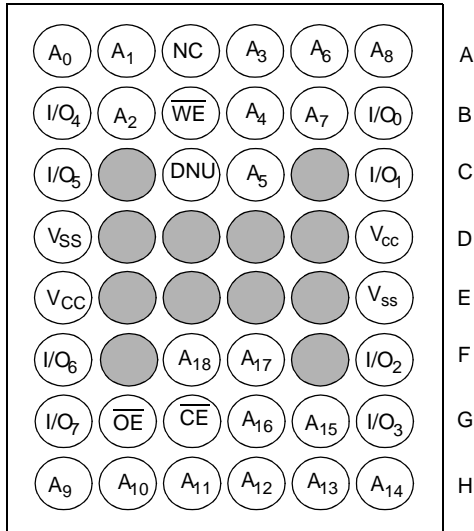 A0 A1 NC A3 A6 A8 A
I/O4 A2 WE A4 A7 I/O0 B
I/O5 DNU A5 I/O1 C
VSS Vcc D
VCC Vss E
I/O6 A18 A17 I/O2 F
I/O7 OE CE A16 A15 I/O3 G
A9 A10 A11 A12 A13 A14 H